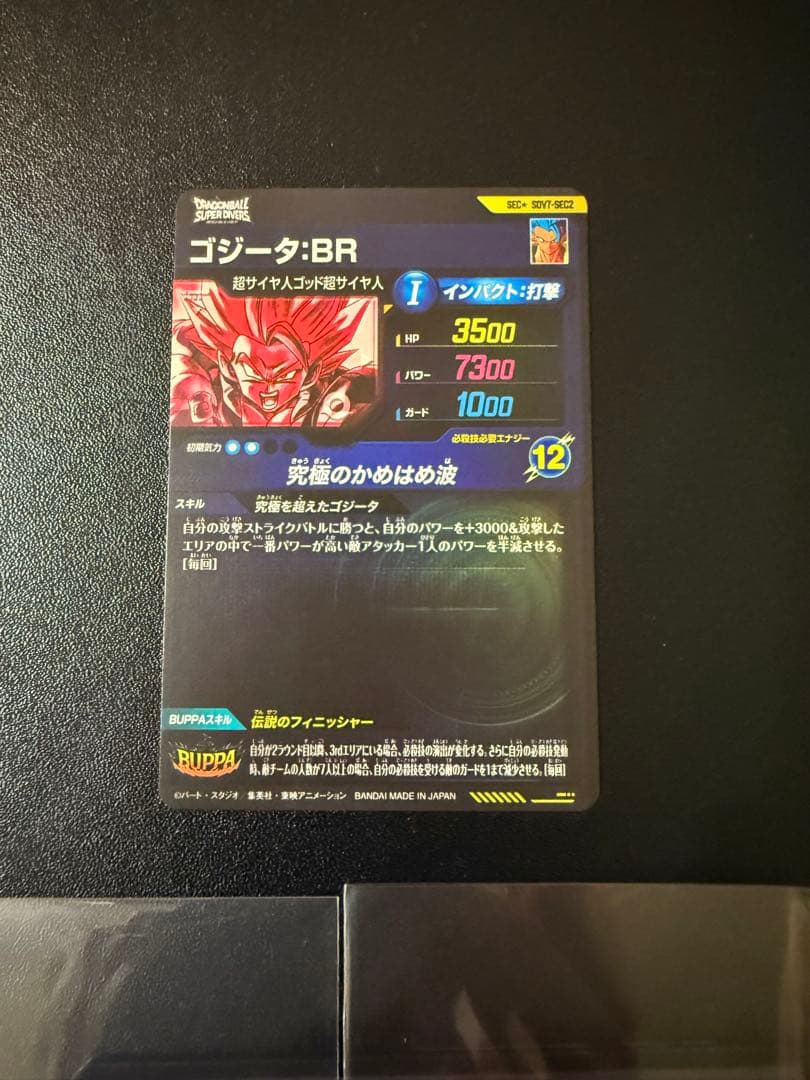 DRAGONBALL
SUPER DIVERS
SEC★ SDV7-SEC2
ゴジータ:BR
超サイヤ人ゴッド超サイヤ人
I インパクト:打撃
HP 3500
パワー 7300
ガード 1000
初期気力
必殺技必要エナジー
12
きゅうきょく は
究極のかめはめ波
スキル 究極を超えたゴジータ
自分の攻撃ストライクバトルに勝つと、自分のパワーを+3000&攻撃した
エリアの中で一番パワーが高い敵アタッカー1人のパワーを半減させる。
[毎回]
BUPPAスキル 伝説のフィニッシャー
BUPPA
自分が2ラウンド目以降、3rdエリアにいる場合、必殺技の演出が変化する。さらに自分の必殺技発動
時、敵チームの人数が7人以上の場合、自分の必殺技を受ける敵のガードを1まで減少させる。[毎回]
©バード・スタジオ／集英社・東映アニメーション BANDAI MADE IN JAPAN